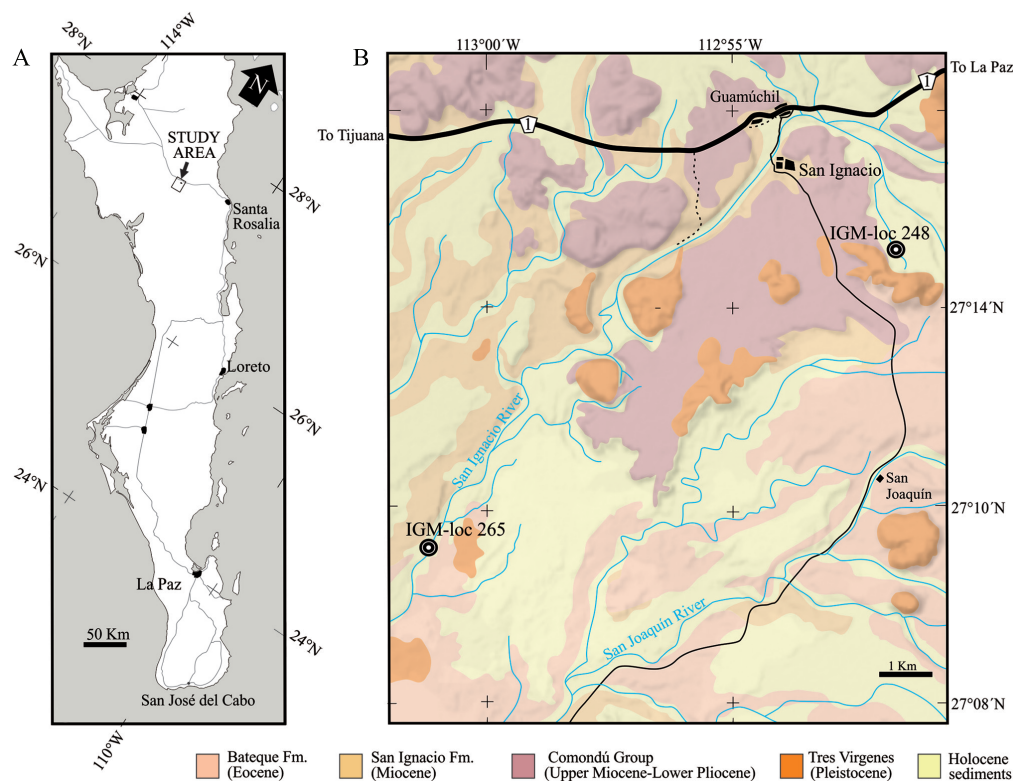 A
28°N
114°W
N
STUDY
AREA
28°N
Santa
Rosalia
26°N
Loreto
26°N
24°N
La Paz
50 Km
24°N
San José del Cabo
110°W
B
113°00´W
112°55´W
To La Paz
Guamúchil
1
To Tijuana
1
San Ignacio
IGM-loc 248
27°14´N
San Ignacio River
San
Joaquín
27°10´N
IGM-loc 265
San Joaquín River
1 Km
27°08´N
Bateque Fm.
(Eocene)
San Ignacio Fm.
(Miocene)
Comondú Group
(Upper Miocene-Lower Pliocene)
Tres Virgenes
(Pleistocene)
Holocene
sediments